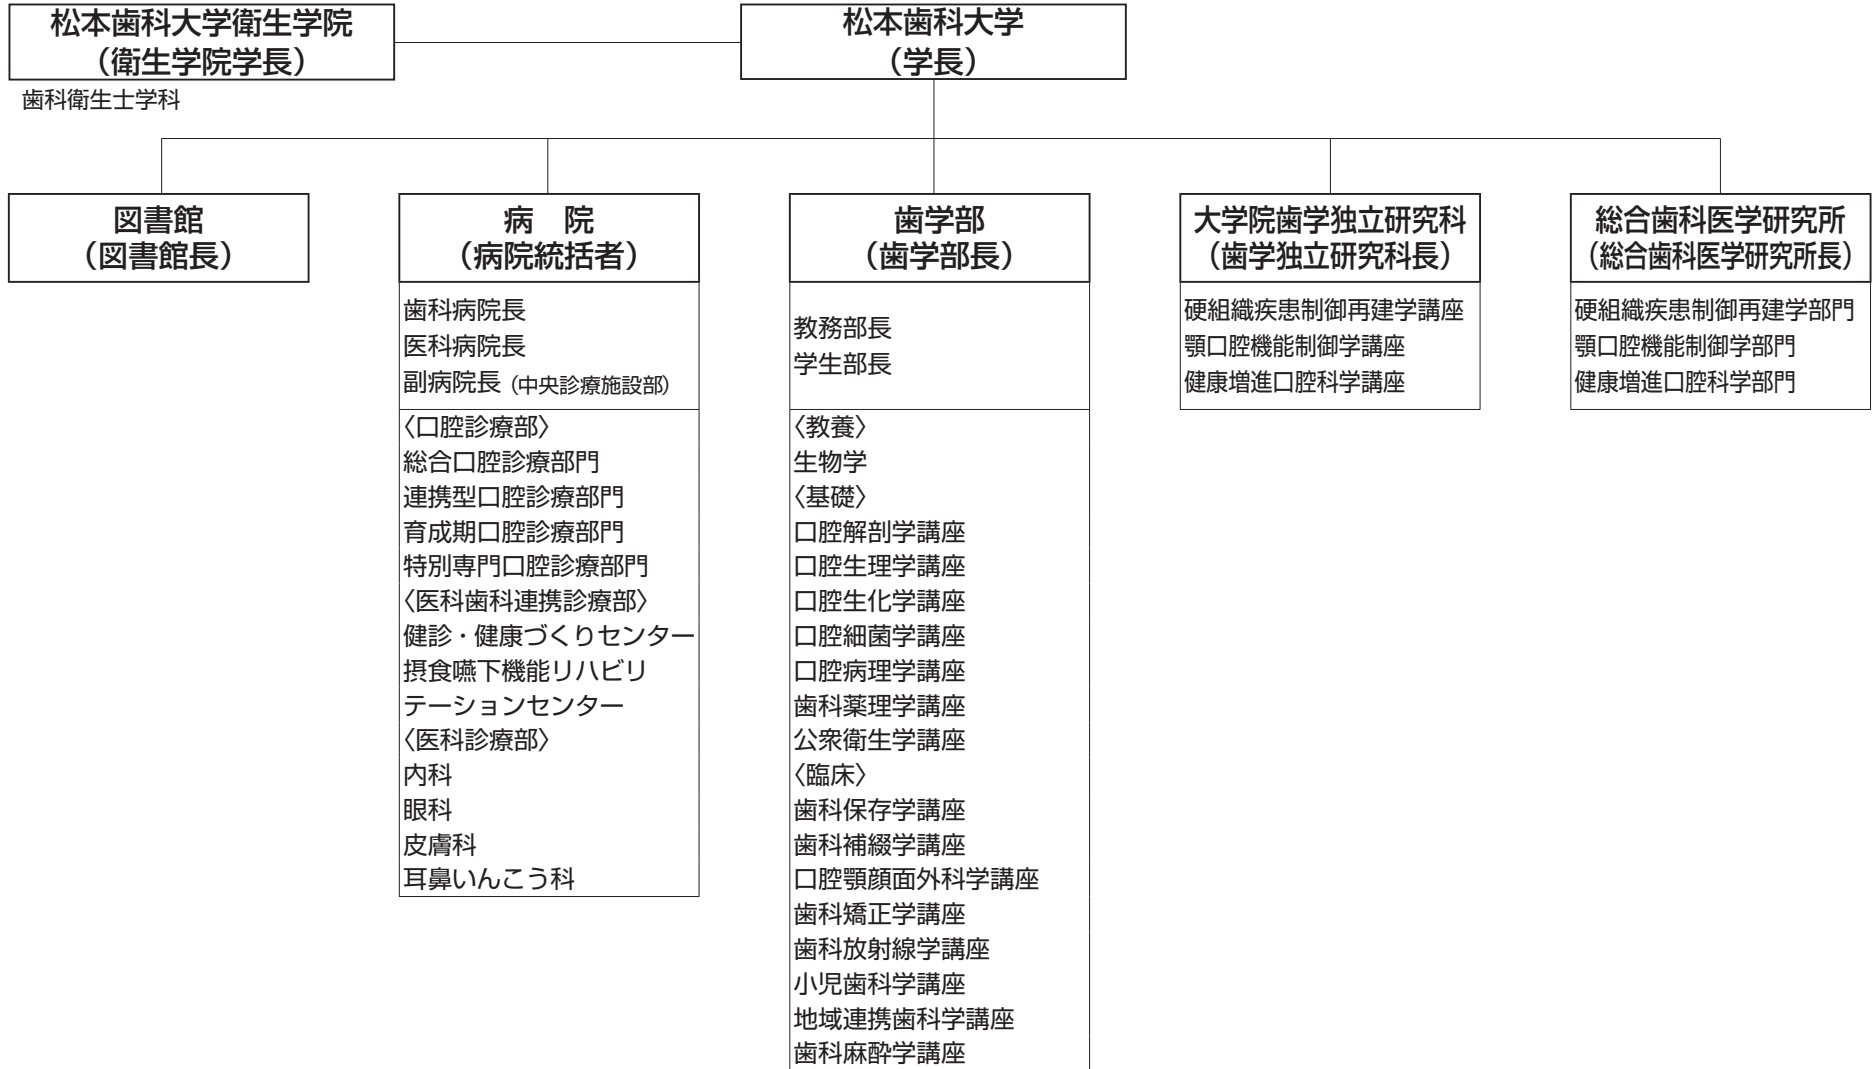 松本歯科大学衛生学院
（衛生学院学長）
歯科衛生士学科
松本歯科大学
（学長）
図書館
（図書館長）
病　院
（病院統括者）
歯科病院長
医科病院長
副病院長（中央診療施設部）
〈口腔診療部〉
総合口腔診療部門
連携型口腔診療部門
育成期口腔診療部門
特別専門口腔診療部門
〈医科歯科連携診療部〉
健診・健康づくりセンター
摂食嚥下機能リハビリ
テーションセンター
〈医科診療部〉
内科
眼科
皮膚科
耳鼻いんこう科
歯学部
（歯学部長）
教務部長
学生部長
〈教養〉
生物学
〈基礎〉
口腔解剖学講座
口腔生理学講座
口腔生化学講座
口腔細菌学講座
口腔病理学講座
歯科薬理学講座
公衆衛生学講座
〈臨床〉
歯科保存学講座
歯科補綴学講座
口腔顎顔面外科学講座
歯科矯正学講座
歯科放射線学講座
小児歯科学講座
地域連携歯科学講座
歯科麻酔学講座
大学院歯学独立研究科
（歯学独立研究科長）
硬組織疾患制御再建学講座
顎口腔機能制御学講座
健康増進口腔科学講座
総合歯科医学研究所
（総合歯科医学研究所長）
硬組織疾患制御再建学部門
顎口腔機能制御学部門
健康増進口腔科学部門